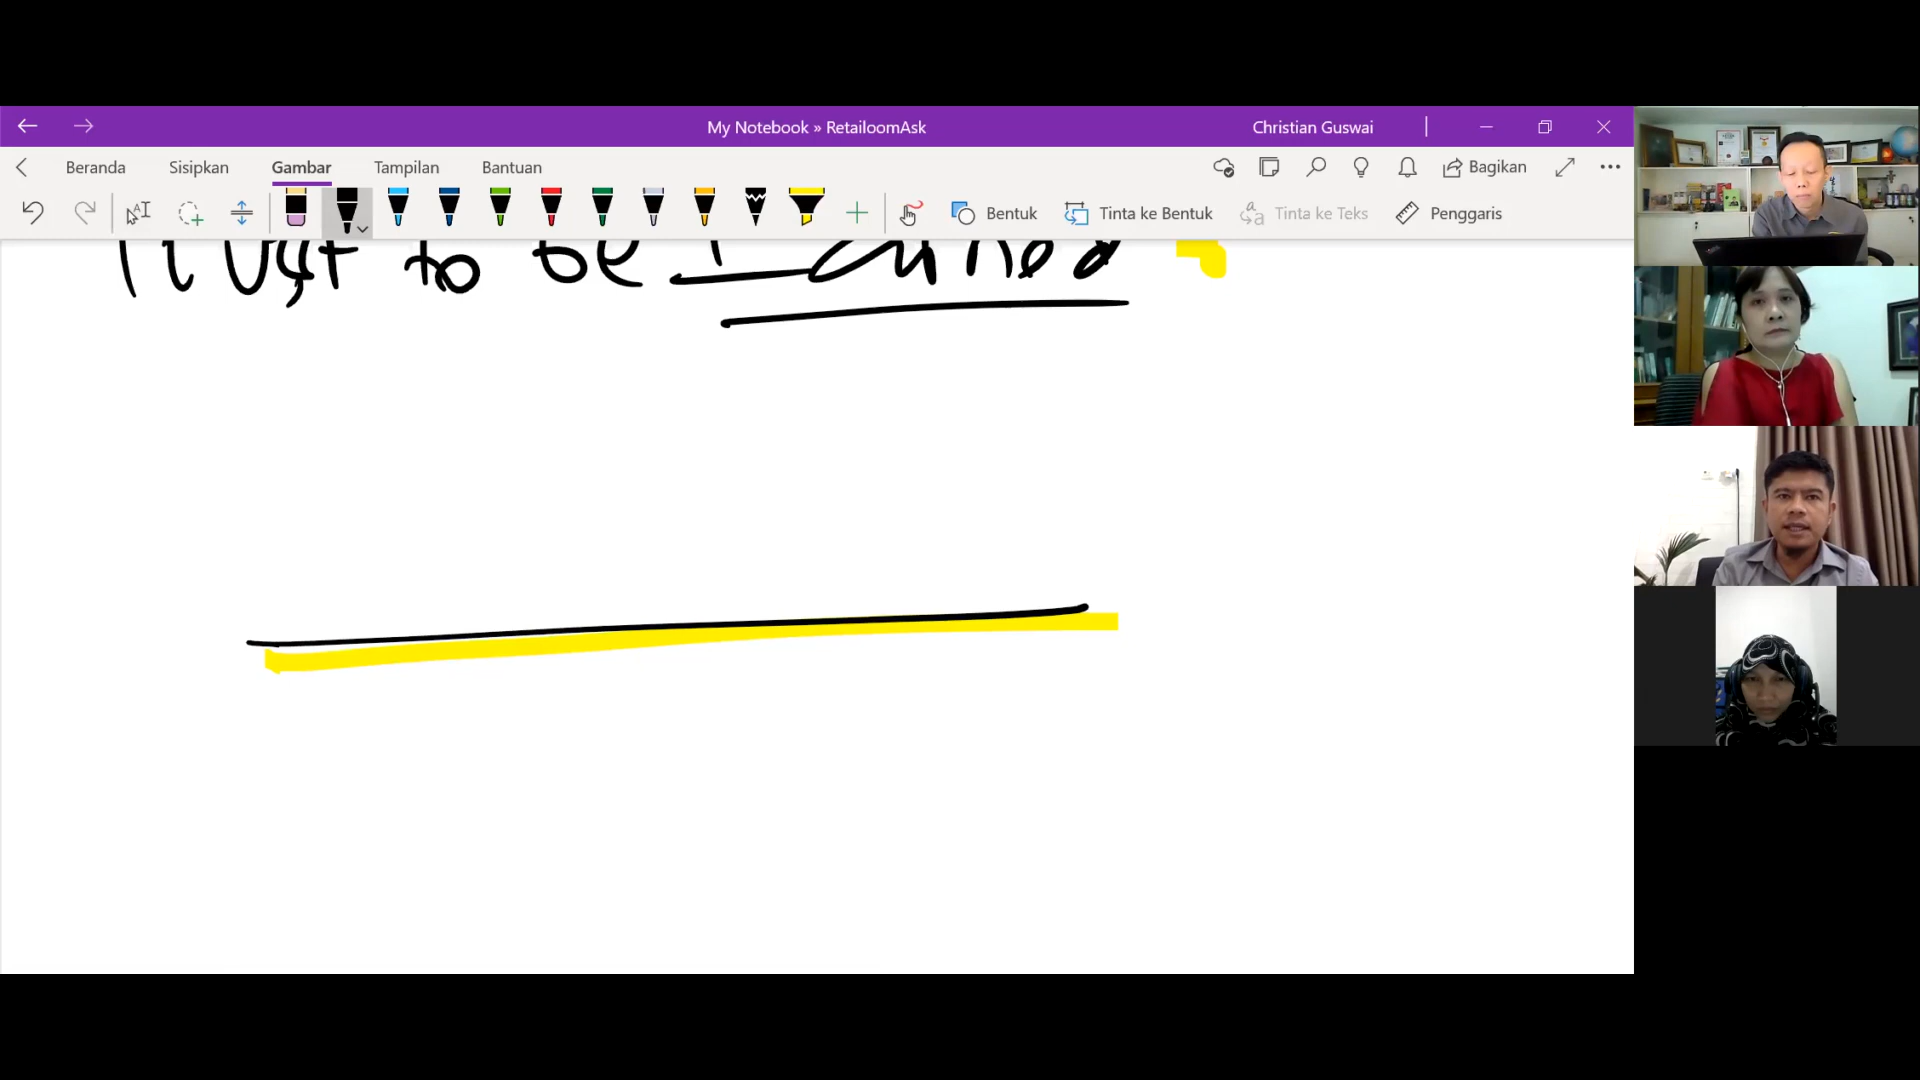 My Notebook » RetailoomAsk
Christian Guswai
Beranda Sisipkan Gambar Tampilan Bantuan
Bagikan
Bentuk Tinta ke Bentuk Tinta ke Teks Penggaris
to be